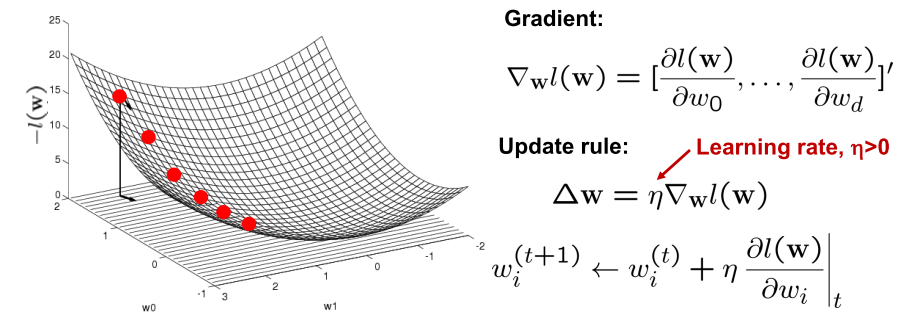 Gradient:
∇_w l(w) = [∂l(w)/∂w_0, . . . , ∂l(w)/∂w_d]′
Update rule:
Learning rate, η>0
Δw = η∇_w l(w)
w_i^(t+1) ← w_i^(t) + η ∂l(w)/∂w_i |_t
−l(w)
25
20
15
10
5
0
2
1
0
-1
w0
3
2
1
0
-1
-2
w1